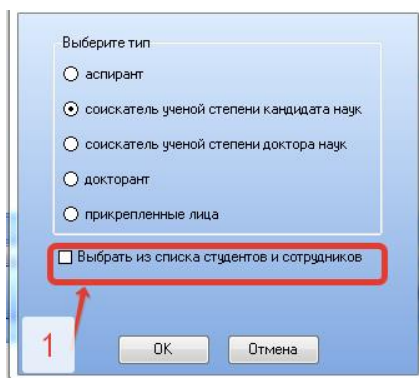 Выберите тип
аспирант
соискатель ученой степени кандидата наук
соискатель ученой степени доктора наук
докторант
прикрепленные лица
Выбрать из списка студентов и сотрудников
1
OK Отмена